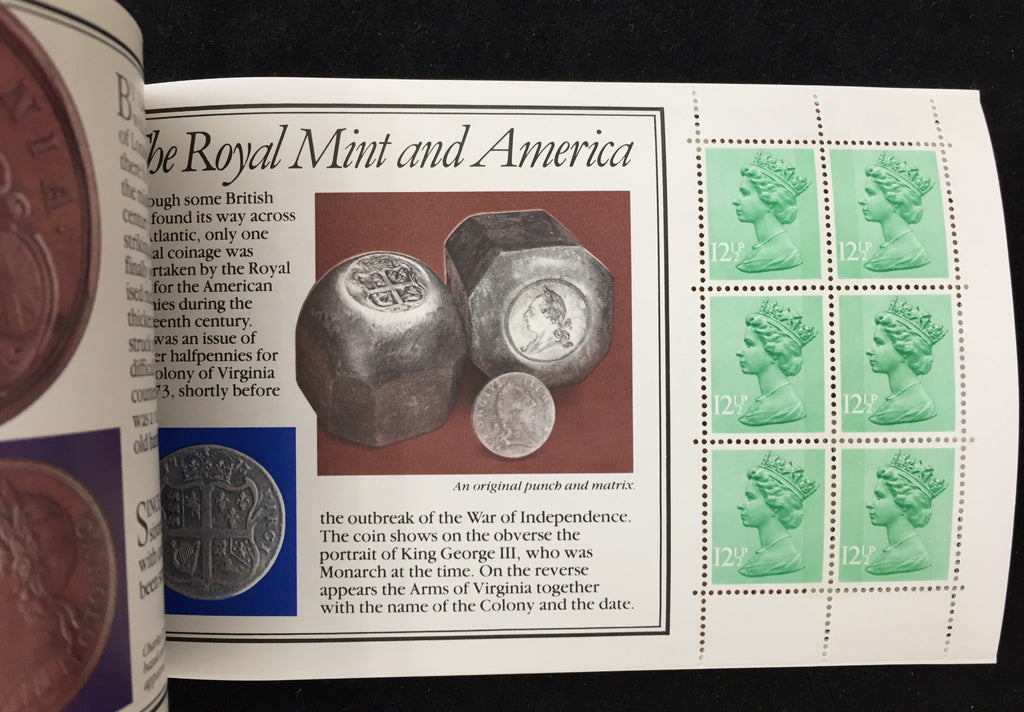 he Royal Mint and America
ough some British
found its way across
tlantic, only one
al coinage was
rtaken by the Royal
for the American
nies during the
eenth century.
was an issue of
er halfpennies for
olony of Virginia
73, shortly before
An original punch and matrix.
the outbreak of the War of Independence.
The coin shows on the obverse the
portrait of King George III, who was
Monarch at the time. On the reverse
appears the Arms of Virginia together
with the name of the Colony and the date.
12½P
12½P
12½P
12½P
12½P
12½P